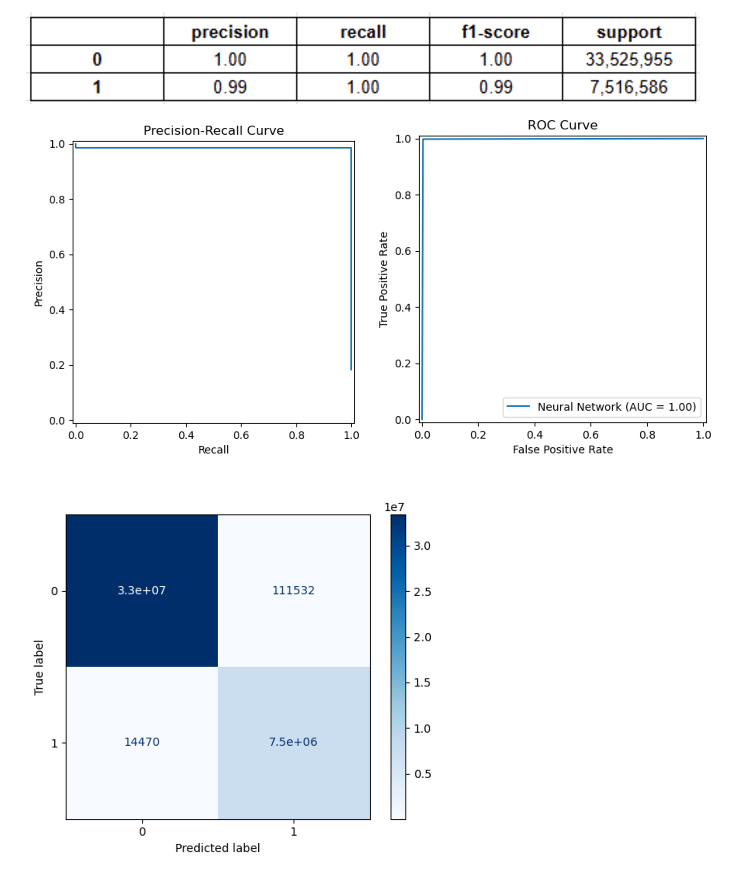 precision recall f1-score support
0 1.00 1.00 1.00 33,525,955
1 0.99 1.00 0.99 7,516,586
Precision-Recall Curve
1.0
0.8
0.6
0.4
0.2
0.0
Precision
0.0 0.2 0.4 0.6 0.8 1.0
Recall
ROC Curve
1.0
0.8
0.6
0.4
0.2
0.0
True Positive Rate
Neural Network (AUC = 1.00)
0.0 0.2 0.4 0.6 0.8 1.0
False Positive Rate
1e7
0 3.3e+07 111532
1 14470 7.5e+06
True label
0 1
Predicted label
3.0
2.5
2.0
1.5
1.0
0.5